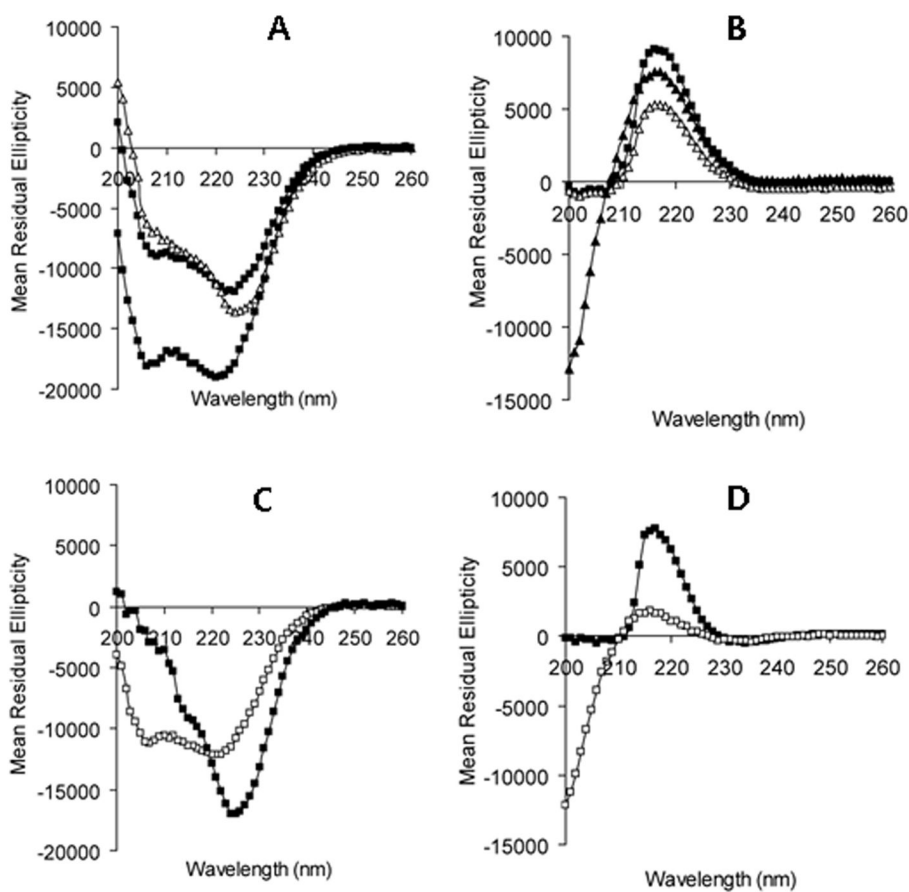 A
Mean Residual Ellipticity
10000
5000
0
-5000
-10000
-15000
-20000
200 210 220 230 240 250 260
Wavelength (nm)
B
Mean Residual Ellipticity
10000
5000
0
-5000
-10000
-15000
200 210 220 230 240 250 260
Wavelength (nm)
C
Mean Residual Ellipticity
10000
5000
0
-5000
-10000
-15000
-20000
200 210 220 230 240 250 260
Wavelength (nm)
D
Mean Residual Ellipticity
10000
5000
0
-5000
-10000
-15000
200 210 220 230 240 250 260
Wavelength (nm)